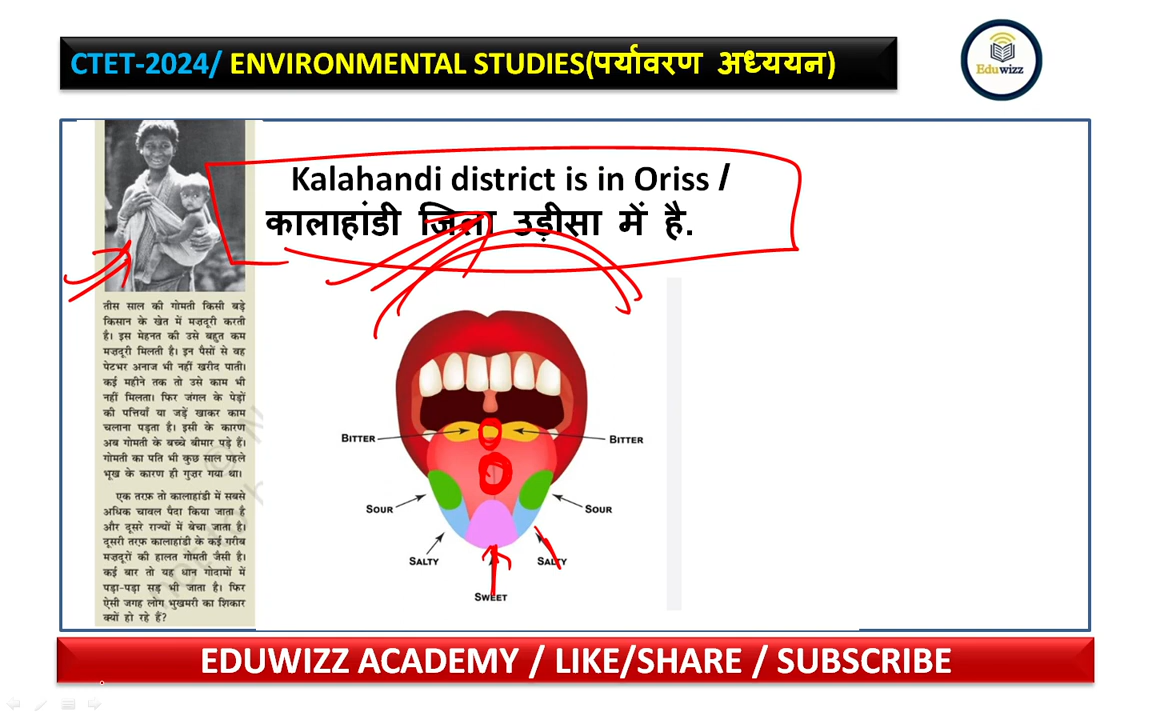 CTET-2024/ ENVIRONMENTAL STUDIES(पर्यावरण अध्ययन)
Eduwizz
Kalahandi district is in Oriss /
कालाहांडी जिला उड़ीसा में है.
तीस साल की गोमती किसी बड़े
किसान के खेत में मज़दूरी करती
है। इस मेहनत की उसे बहुत कम
मज़दूरी मिलती है। इन पैसों से वह
पेटभर अनाज भी नहीं खरीद पाती।
कई महीने तक तो उसे काम भी
नहीं मिलता। फिर जंगल के पेड़ों
की पत्तियाँ या जड़ें खाकर काम
चलाना पड़ता है। इसी के कारण
अब गोमती के बच्चे बीमार पड़े हैं।
गोमती का पति भी कुछ साल पहले
भूख के कारण ही गुज़र गया था।
एक तरफ़ तो कालाहांडी में सबसे
अधिक चावल पैदा किया जाता है
और दूसरे राज्यों में बेचा जाता है।
दूसरी तरफ़ कालाहांडी के कई गरीब
मज़दूरों की हालत गोमती जैसी है।
कई बार तो यह धान गोदामों में
पड़ा-पड़ा सड़ भी जाता है। फिर
ऐसी जगह लोग भुखमरी का शिकार
क्यों हो रहे हैं?
BITTER
BITTER
SOUR
SOUR
SALTY
SALTY
SWEET
EDUWIZZ ACADEMY / LIKE/SHARE / SUBSCRIBE